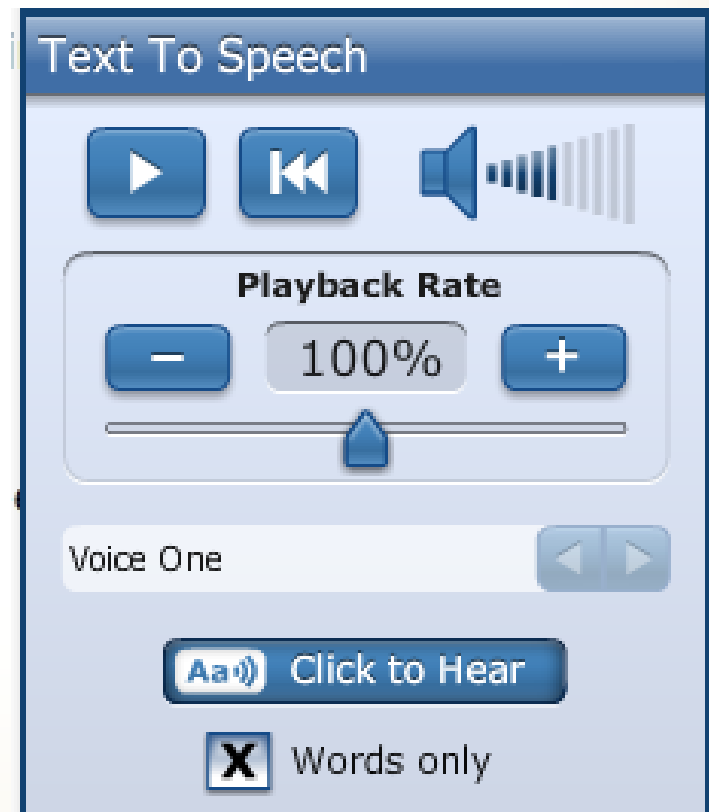 Text To Speech
Playback Rate
100%
Voice One
Aa Click to Hear
X Words only